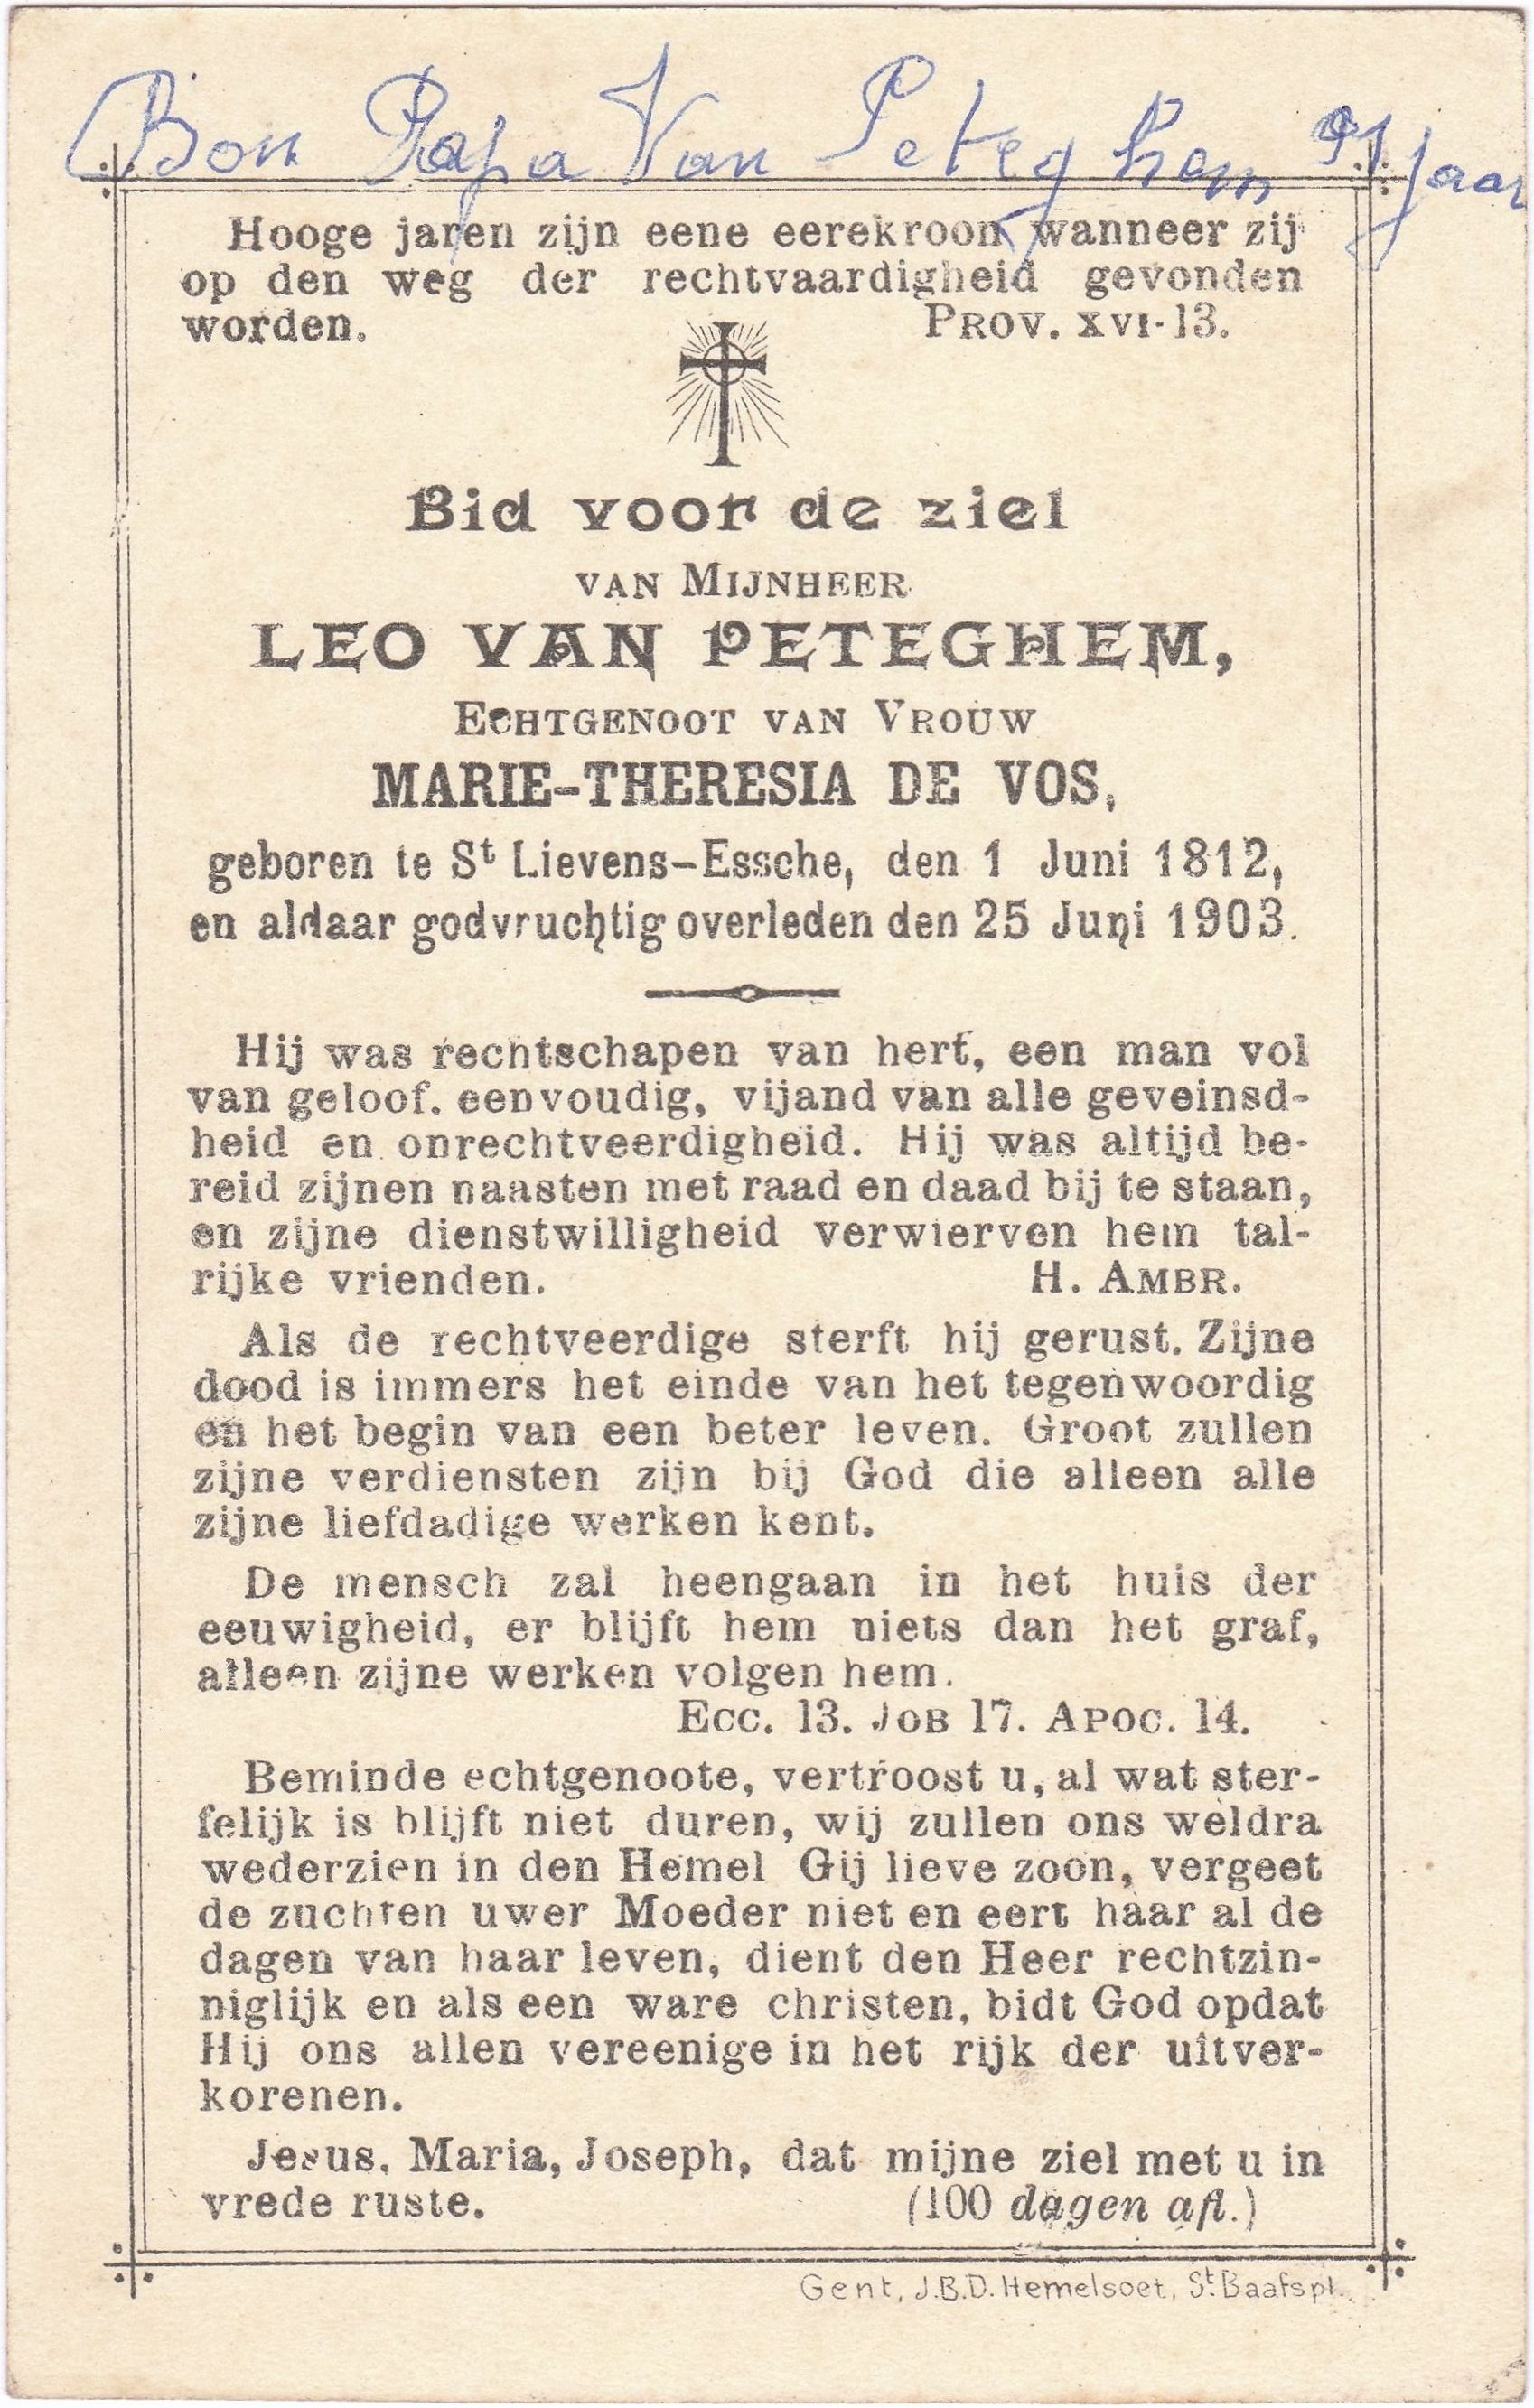 Bon Papa Van Peteghem 91 jaar
Hooge jaren zijn eene eerekroon wanneer zij
op den weg der rechtvaardigheid gevonden
worden. PROV. XVI-13.
Bid voor de ziel
VAN MIJNHEER
LEO VAN PETEGHEM,
ECHTGENOOT VAN VROUW
MARIE-THERESIA DE VOS,
geboren te St Lievens-Essche, den 1 Juni 1812,
en aldaar godvruchtig overleden den 25 Juni 1903.
Hij was rechtschapen van hert, een man vol
van geloof. eenvoudig, vijand van alle geveinsd-
heid en onrechtveerdigheid. Hij was altijd be-
reid zijnen naasten met raad en daad bij te staan,
en zijne dienstwilligheid verwierven hem tal-
rijke vrienden. H. AMBR.
Als de rechtveerdige sterft hij gerust. Zijne
dood is immers het einde van het tegenwoordig
en het begin van een beter leven. Groot zullen
zijne verdiensten zijn bij God die alleen alle
zijne liefdadige werken kent.
De mensch zal heengaan in het huis der
eeuwigheid, er blijft hem niets dan het graf,
alleen zijne werken volgen hem.
ECC. 13. JOB 17. APOC. 14.
Beminde echtgenoote, vertroost u, al wat ster-
felijk is blijft niet duren, wij zullen ons weldra
wederzien in den Hemel Gij lieve zoon, vergeet
de zuchten uwer Moeder niet en eert haar al de
dagen van haar leven, dient den Heer rechtzin-
niglijk en als een ware christen, bidt God opdat
Hij ons allen vereenige in het rijk der uitver-
korenen.
Jesus, Maria, Joseph, dat mijne ziel met u in
vrede ruste. (100 dagen afl.)
Gent, J.B.D. Hemelsoet, St. Baafspl.